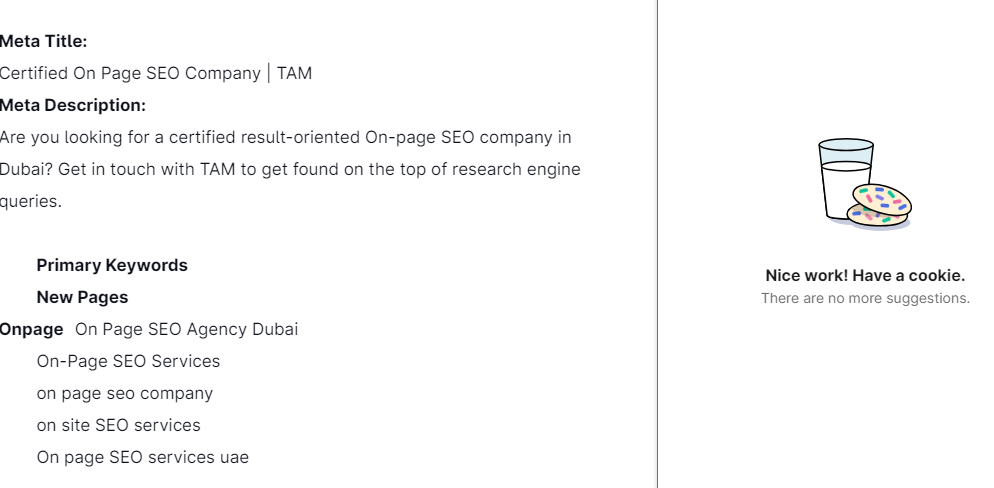 Meta Title:
Certified On Page SEO Company | TAM
Meta Description:
Are you looking for a certified result-oriented On-page SEO company in
Dubai? Get in touch with TAM to get found on the top of research engine
queries.
Primary Keywords
New Pages
Onpage On Page SEO Agency Dubai
On-Page SEO Services
on page seo company
on site SEO services
On page SEO services uae
Nice work! Have a cookie.
There are no more suggestions.